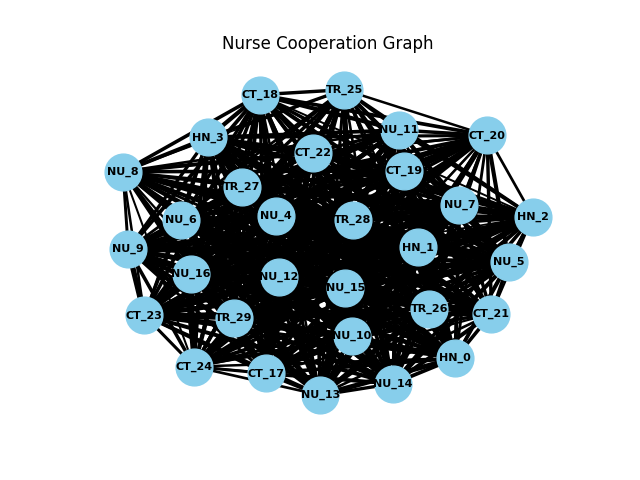 Nurse Cooperation Graph
TR_25
CT_18
NU_11
CT_20
HN_3
CT_22
CT_19
NU_8
TR_27
NU_7
NU_4
HN_2
NU_6
TR_28
HN_1
NU_9
NU_5
NU_16
NU_12
NU_15
TR_26
CT_21
CT_23
TR_29
NU_10
HN_0
CT_24
CT_17
NU_14
NU_13